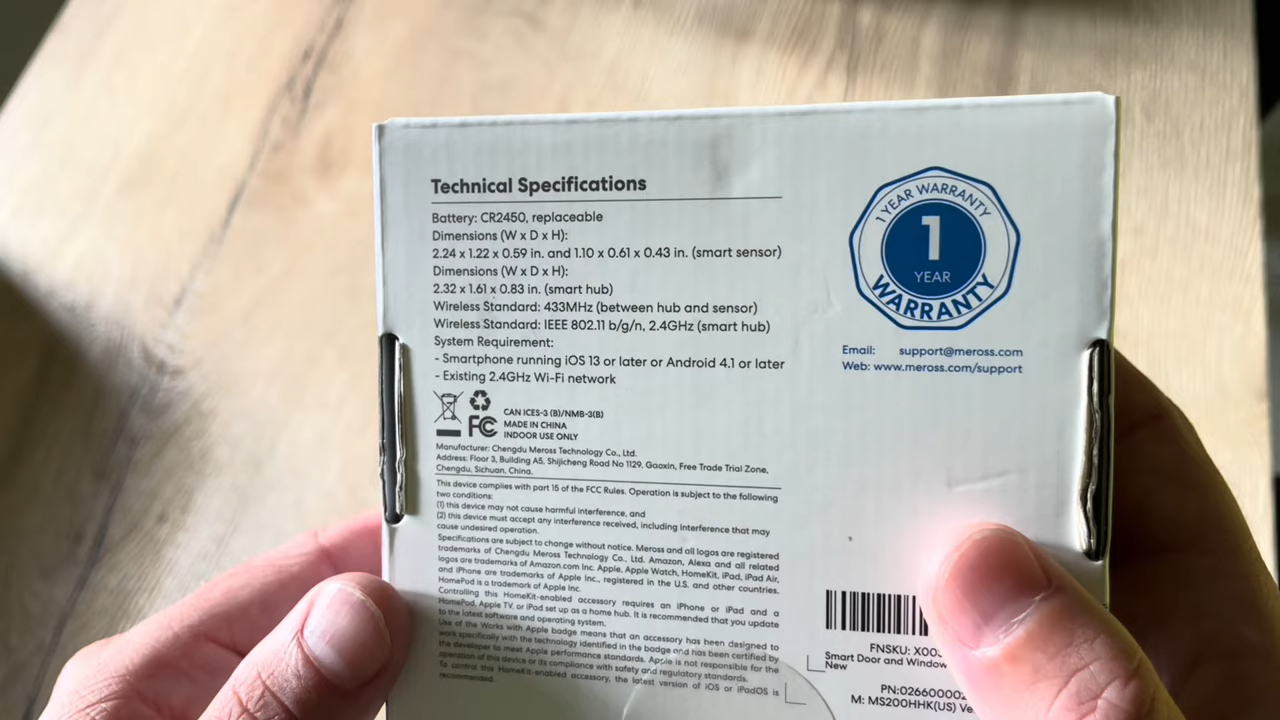 Technical Specifications
Battery: CR2450, replaceable
Dimensions (W x D x H):
2.24 x 1.22 x 0.59 in. and 1.10 x 0.61 x 0.43 in. (smart sensor)
Dimensions (W x D x H):
2.32 x 1.61 x 0.83 in. (smart hub)
Wireless Standard: 433MHz (between hub and sensor)
Wireless Standard: IEEE 802.11 b/g/n, 2.4GHz (smart hub)
System Requirement:
- Smartphone running iOS 13 or later or Android 4.1 or later
- Existing 2.4GHz Wi-Fi network
FC
CAN ICES-3 (B)/NMB-3(B)
MADE IN CHINA
INDOOR USE ONLY
Manufacturer: Chengdu Meross Technology Co., Ltd.
Address: Floor 3, Building A5, Shijicheng Road No 1129, Gaoxin, Free Trade Trial Zone,
Chengdu, Sichuan, China.
This device complies with part 15 of the FCC Rules. Operation is subject to the following
two conditions:
(1) this device may not cause harmful interference, and
(2) this device must accept any interference received, including interference that may
cause undesired operation.
Specifications are subject to change without notice. Meross and all logos are registered
trademarks of Chengdu Meross Technology Co., Ltd. Amazon, Alexa and all related
logos are trademarks of Amazon.com Inc. Apple, Apple Watch, HomeKit, iPad, iPad Air,
and iPhone are trademarks of Apple Inc., registered in the U.S. and other countries.
HomePod is a trademark of Apple Inc.
Controlling this HomeKit-enabled accessory requires an iPhone or iPad and a
HomePod, Apple TV, or iPad set up as a home hub. It is recommended that you update
to the latest software and operating system.
Use of the Works with Apple badge means that an accessory has been designed to
work specifically with the technology identified in the badge and has been certified by
the developer to meet Apple performance standards. Apple is not responsible for the
operation of this device or its compliance with safety and regulatory standards.
To control this HomeKit-enabled accessory, the latest version of iOS or iPadOS is
recommended.
1 YEAR WARRANTY
1
YEAR
WARRANTY
Email: support@meross.com
Web: www.meross.com/support
FNSKU: X00
Smart Door and Window
New
PN:02660000
M: MS200HHK(US) Ve